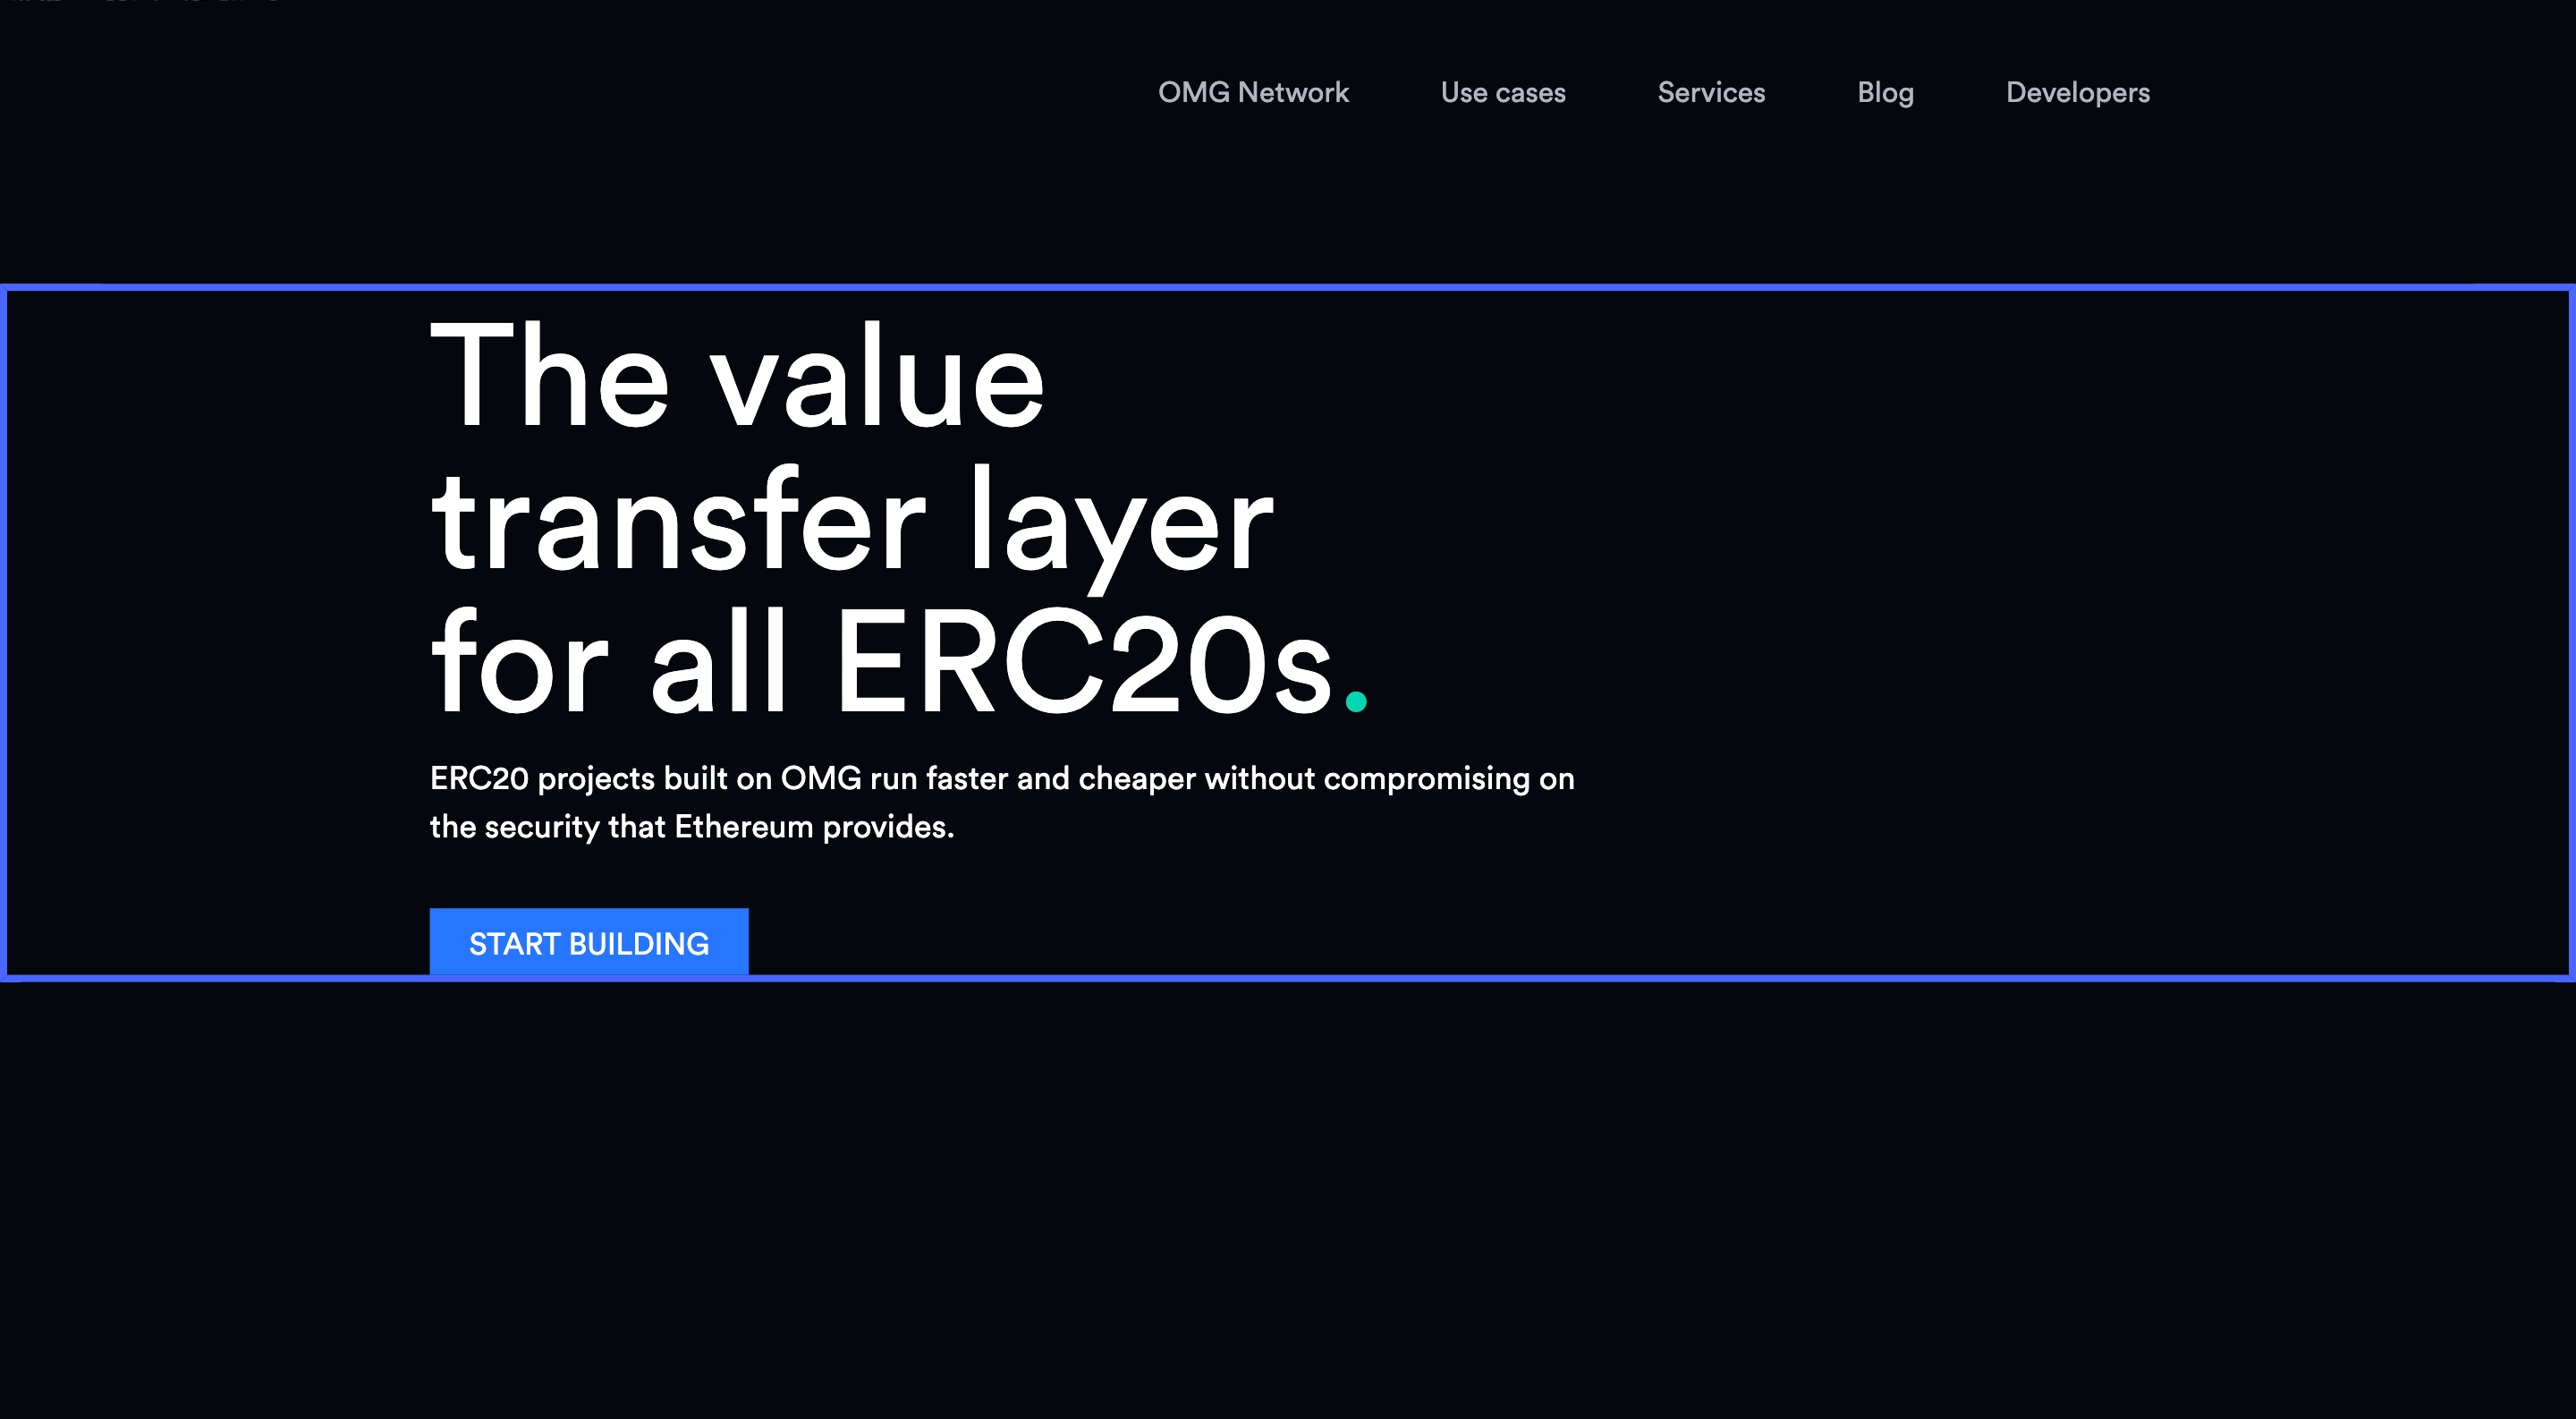 OMG Network Use cases Services Blog Developers
The value
transfer layer
for all ERC20s.
ERC20 projects built on OMG run faster and cheaper without compromising on
the security that Ethereum provides.
START BUILDING